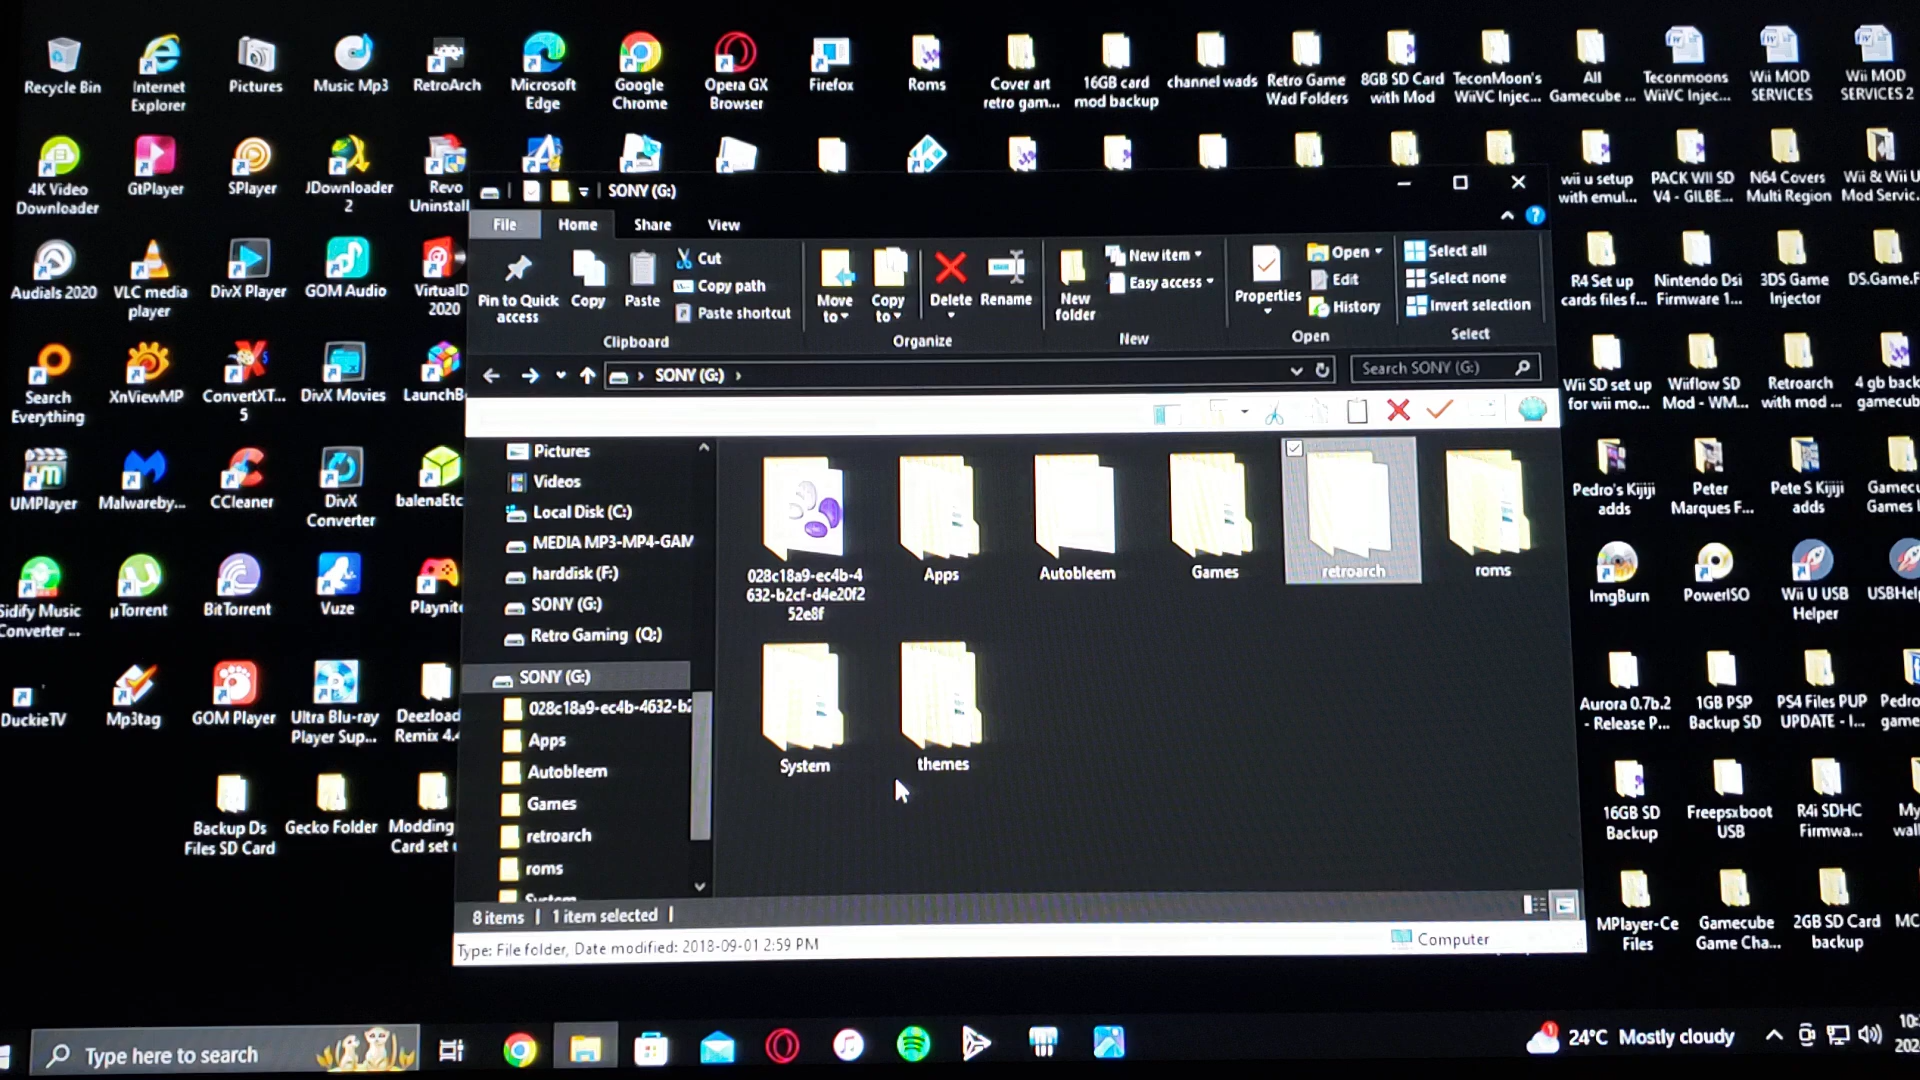 Recycle Bin
Internet
Explorer
Pictures
Music Mp3
RetroArch
Microsoft
Edge
Google
Chrome
Opera GX
Browser
Firefox
Roms
Cover art
retro gam...
16GB card
mod backup
channel wads
Retro Game
Wad Folders
8GB SD Card
with Mod
TeconMoon's
WiiVC Injec...
All
Gamecube ...
Teconmoons
WiiVC Injec...
Wii MOD
SERVICES
Wii MOD
SERVICES 2
4K Video
Downloader
GtPlayer
SPlayer
JDownloader
2
Revo
Uninstall
wii u setup
with emul...
PACK WII SD
V4 - GILBE...
N64 Covers
Multi Region
Wii & Wii U
Mod Servic...
SONY (G:)
File
Home
Share
View
Pin to Quick
access
Copy
Paste
Cut
Copy path
Paste shortcut
Clipboard
Move
to
Copy
to
Delete
Rename
Organize
New
folder
New item
Easy access
New
Properties
Open
Edit
History
Open
Select all
Select none
Invert selection
Select
SONY (G:)
Search SONY (G:)
Audials 2020
VLC media
player
DivX Player
GOM Audio
VirtualD
2020
R4 Set up
cards files f...
Nintendo Dsi
Firmware 1...
3DS Game
Injector
DS.Game.F
Search
Everything
XnViewMP
ConvertXT...
5
DivX Movies
LaunchB
Wii SD set up
for wii mo...
Wiiflow SD
Mod - WM...
Retroarch
with mod ...
4 gb back
gamecub
UMPlayer
Malwareby...
CCleaner
DivX
Converter
balenaEtc
Pedro's Kijiji
adds
Peter
Marques F...
Pete S Kijiji
adds
Gamecu
Games
Pictures
Videos
Local Disk (C:)
MEDIA MP3-MP4-GAM
harddisk (F:)
SONY (G:)
Retro Gaming (Q:)
SONY (G:)
028c18a9-ec4b-4632-b2
Apps
Autobleem
Games
retroarch
roms
System
028c18a9-ec4b-4
632-b2cf-d4e20f2
52e8f
Apps
Autobleem
Games
retroarch
roms
System
themes
8 items
1 item selected
Type: File folder, Date modified: 2018-09-01 2:59 PM
Computer
Sidify Music
Converter ...
µTorrent
BitTorrent
Vuze
Playnite
ImgBurn
PowerISO
Wii U USB
Helper
USBHel
DuckieTV
Mp3tag
GOM Player
Ultra Blu-ray
Player Sup...
Deezload
Remix 4.4
Aurora 0.7b.2
- Release P...
1GB PSP
Backup SD
PS4 Files PUP
UPDATE - I...
Pedro
game
Backup Ds
Files SD Card
Gecko Folder
Modding
Card set
16GB SD
Backup
Freepsxboot
USB
R4i SDHC
Firmwa...
My
wall
MPlayer-Ce
Files
Gamecube
Game Cha...
2GB SD Card
backup
MC
Type here to search
24°C Mostly cloudy
10:
202